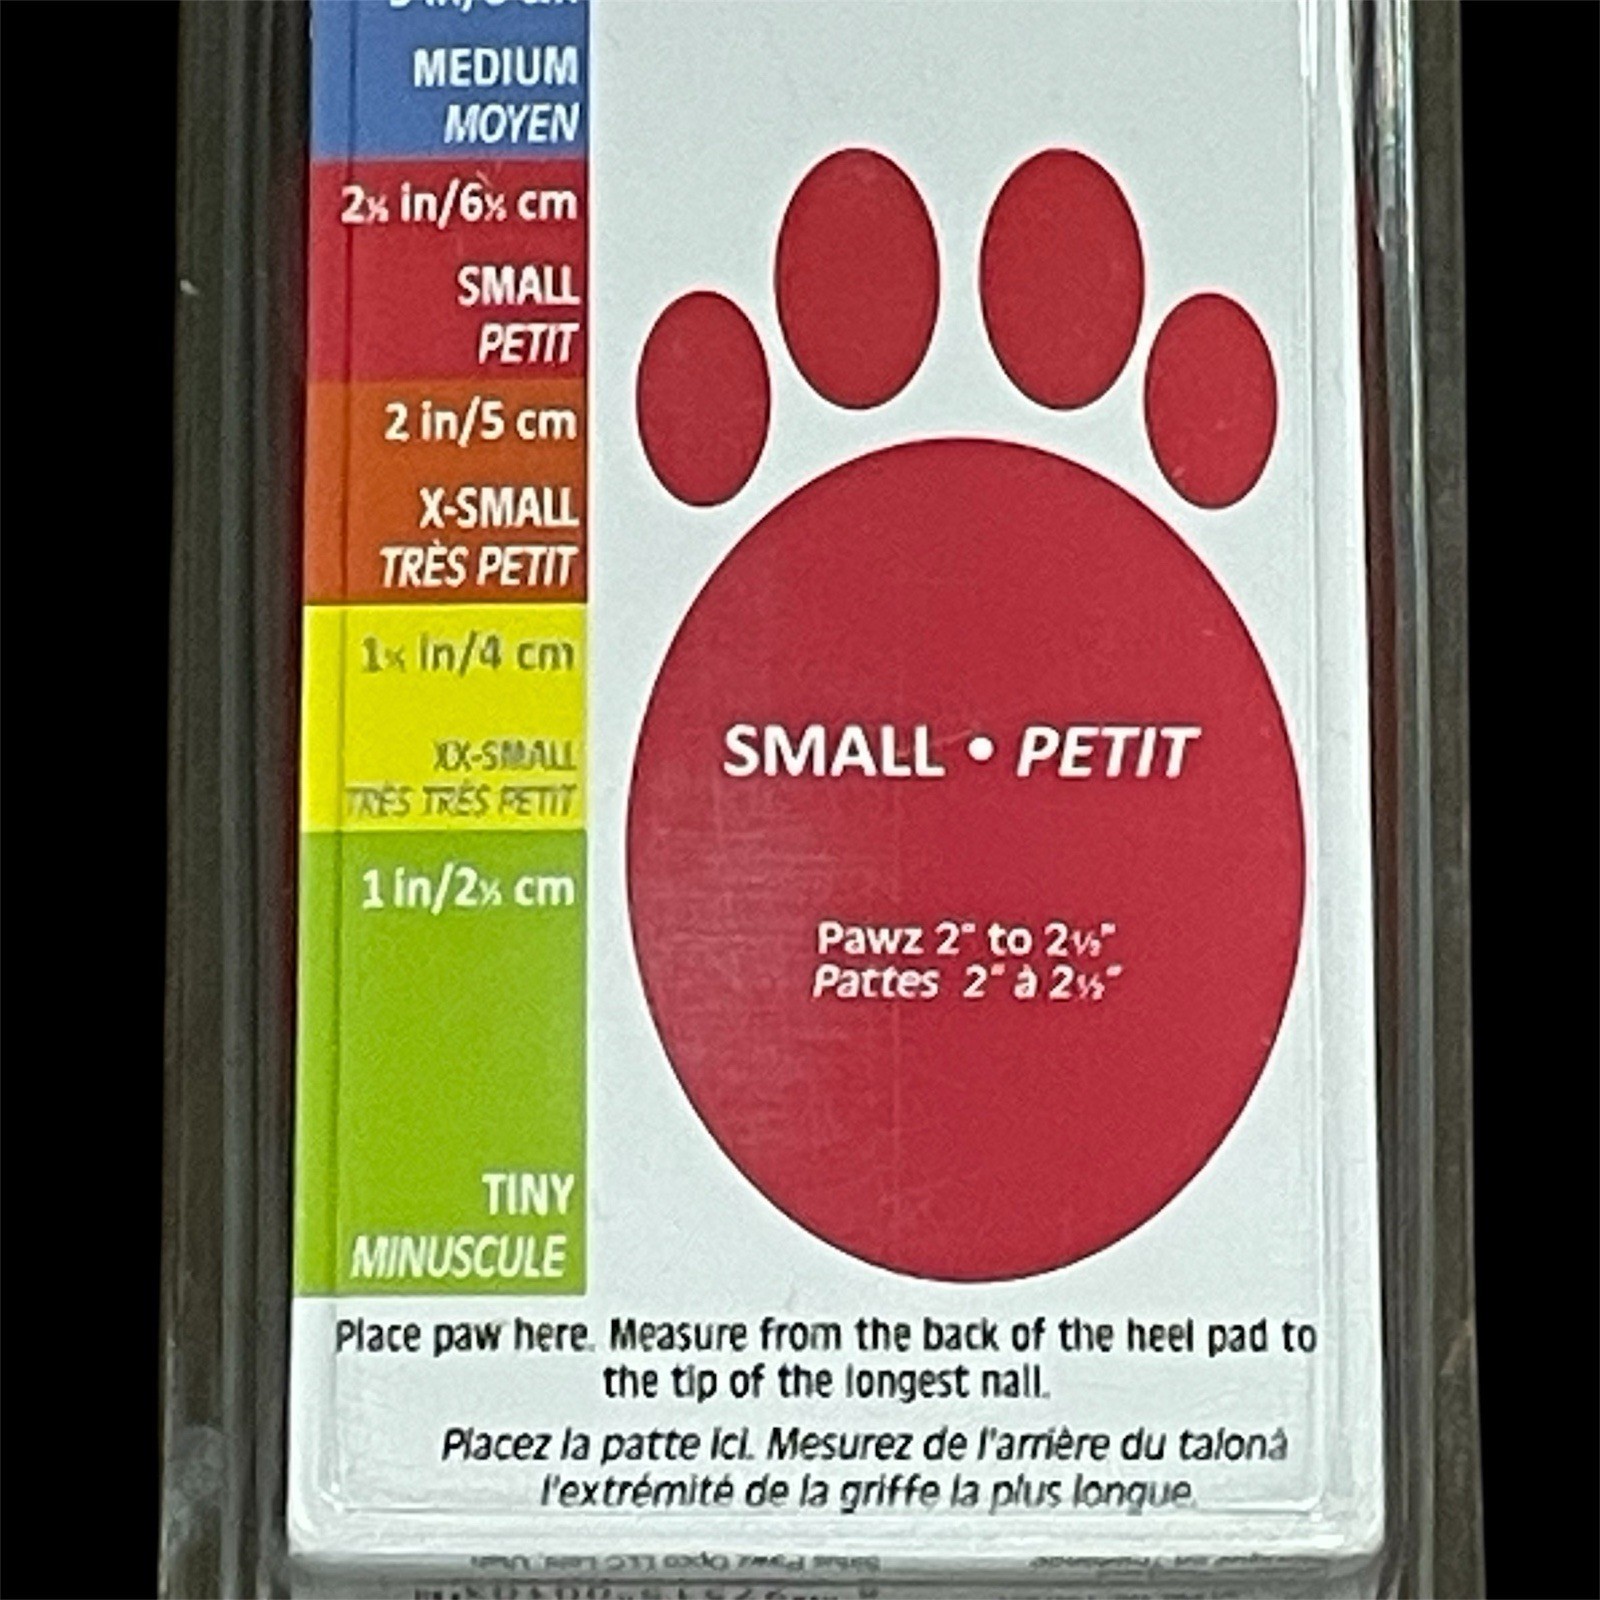 MEDIUM
MOYEN
2½ in/6½ cm
SMALL
PETIT
2 in/5 cm
X-SMALL
TRÈS PETIT
in/4 cm
XX-SMALL
TRÈS TRÈS PETIT
1 in/2½ cm
TINY
MINUSCULE
SMALL • PETIT
Pawz 2" to 2½"
Pattes 2" à 2½"
Place paw here. Measure from the back of the heel pad to
the tip of the longest nail.
Placez la patte ici. Mesurez de l'arrière du talonà
l'extrémité de la griffe la plus longue.